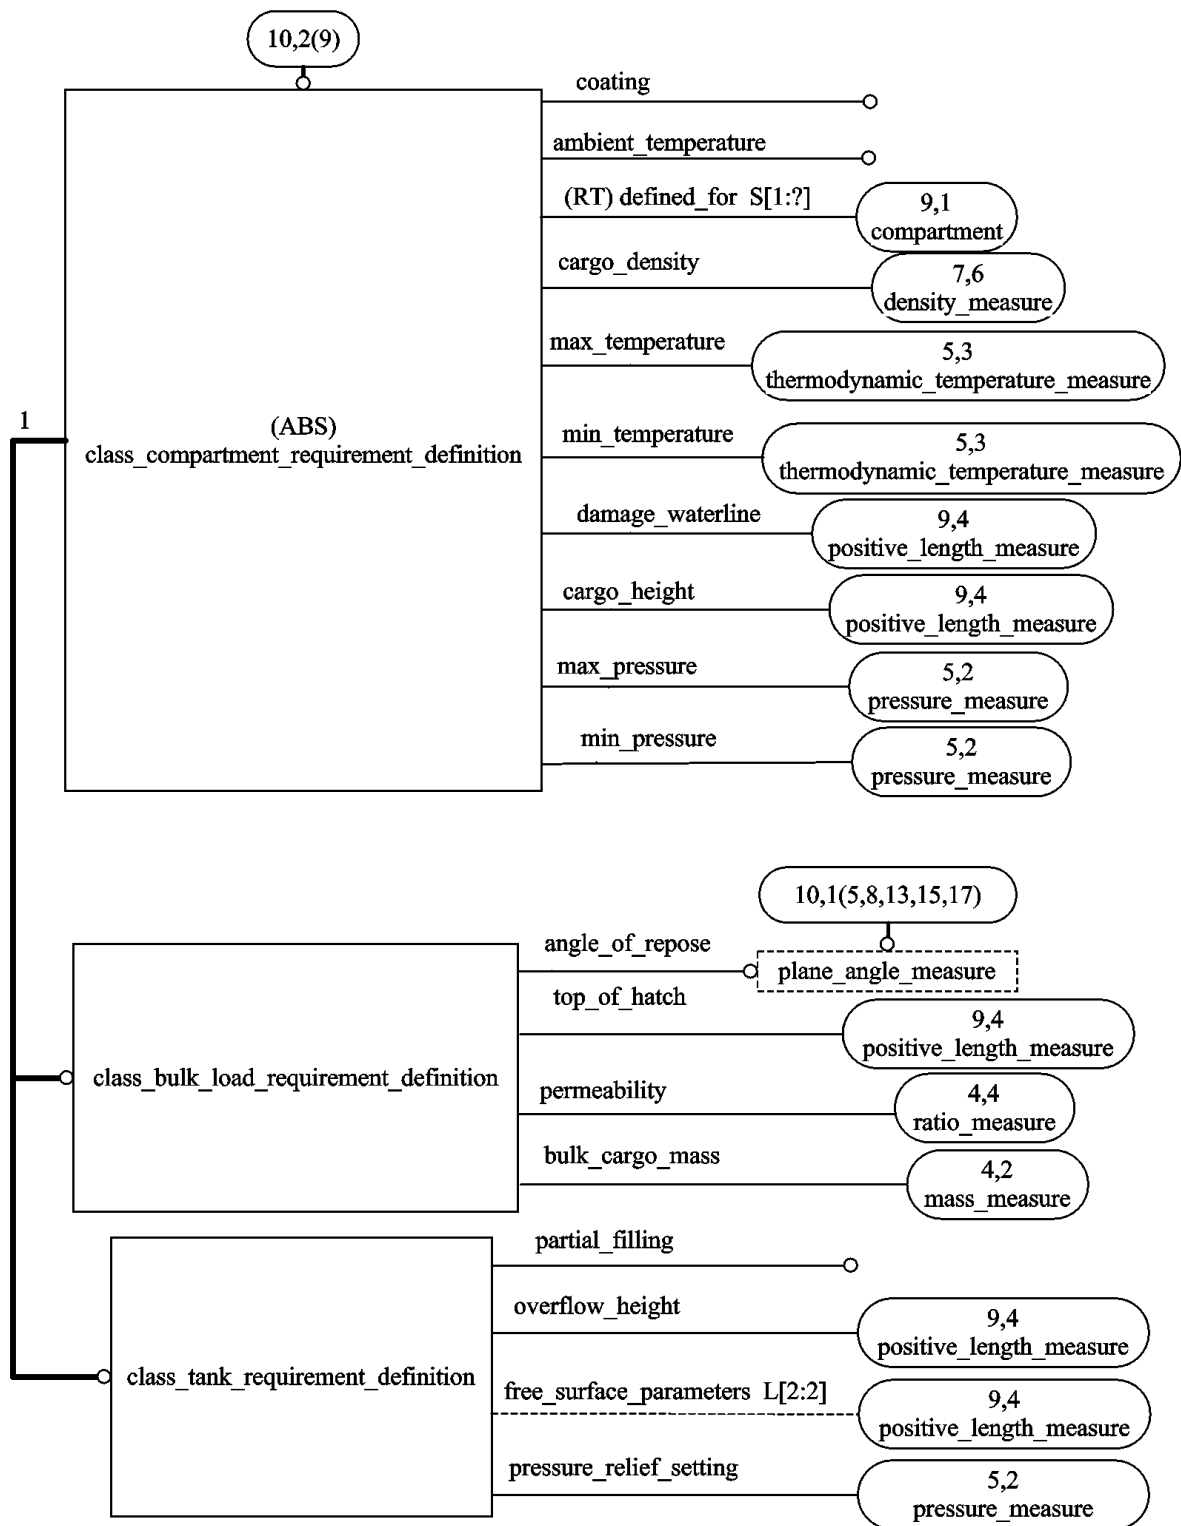 10,2(9)
coating
ambient_temperature
(RT) defined_for S[1:?]
9,1
compartment
cargo_density
7,6
density_measure
max_temperature
5,3
thermodynamic_temperature_measure
1
(ABS)
class_compartment_requirement_definition
min_temperature
5,3
thermodynamic_temperature_measure
damage_waterline
9,4
positive_length_measure
cargo_height
9,4
positive_length_measure
max_pressure
5,2
pressure_measure
min_pressure
5,2
pressure_measure
10,1(5,8,13,15,17)
angle_of_repose
plane_angle_measure
top_of_hatch
9,4
positive_length_measure
class_bulk_load_requirement_definition
permeability
4,4
ratio_measure
bulk_cargo_mass
4,2
mass_measure
partial_filling
overflow_height
9,4
positive_length_measure
class_tank_requirement_definition
free_surface_parameters L[2:2]
9,4
positive_length_measure
pressure_relief_setting
5,2
pressure_measure